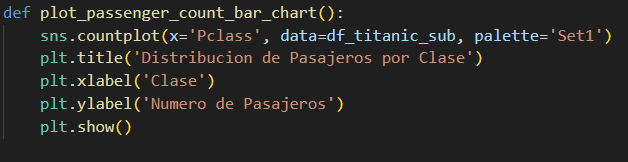 def plot_passenger_count_bar_chart():
    sns.countplot(x='Pclass', data=df_titanic_sub, palette='Set1')
    plt.title('Distribucion de Pasajeros por Clase')
    plt.xlabel('Clase')
    plt.ylabel('Numero de Pasajeros')
    plt.show()